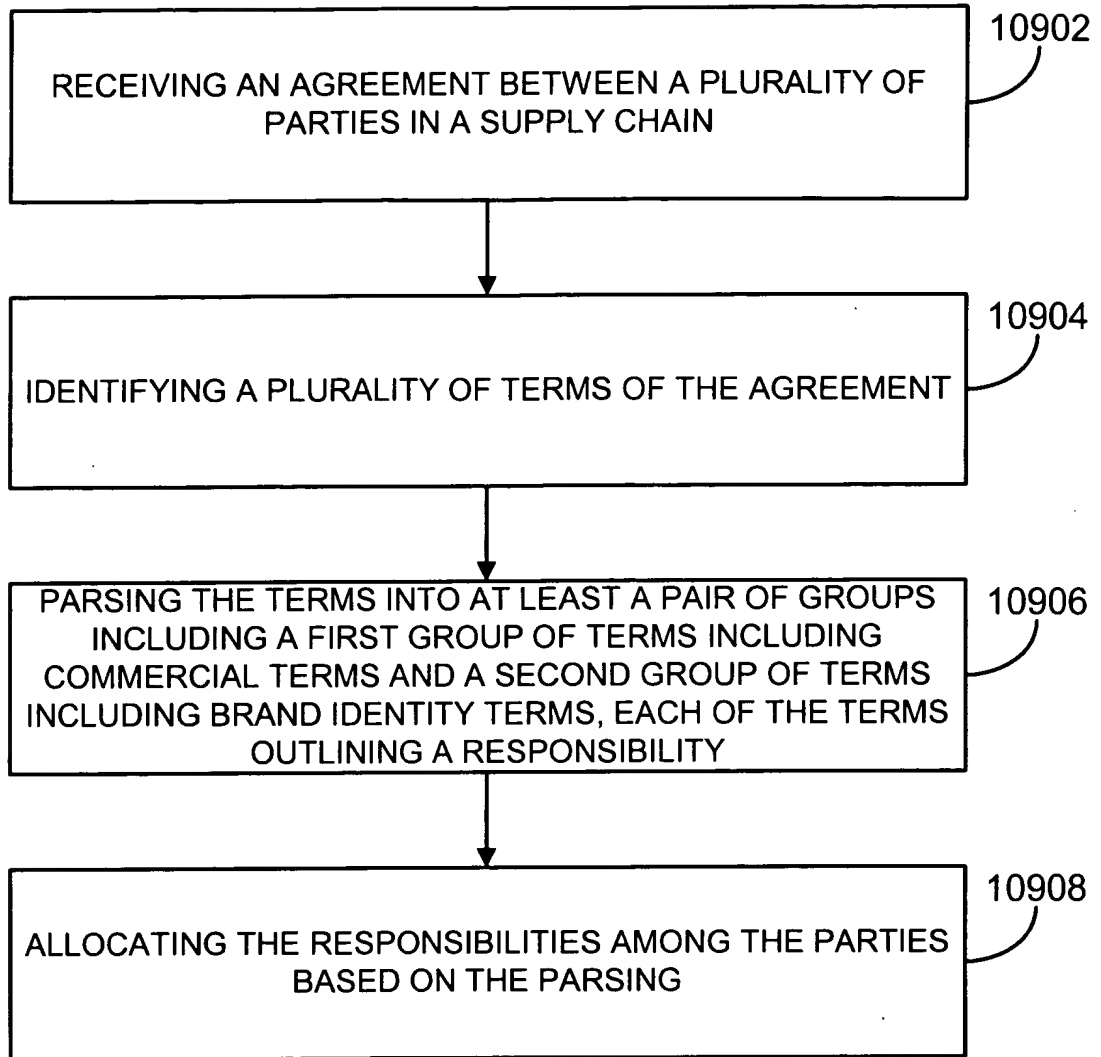 10902
RECEIVING AN AGREEMENT BETWEEN A PLURALITY OF
PARTIES IN A SUPPLY CHAIN
10904
IDENTIFYING A PLURALITY OF TERMS OF THE AGREEMENT
10906
PARSING THE TERMS INTO AT LEAST A PAIR OF GROUPS
INCLUDING A FIRST GROUP OF TERMS INCLUDING
COMMERCIAL TERMS AND A SECOND GROUP OF TERMS
INCLUDING BRAND IDENTITY TERMS, EACH OF THE TERMS
OUTLINING A RESPONSIBILITY
10908
ALLOCATING THE RESPONSIBILITIES AMONG THE PARTIES
BASED ON THE PARSING